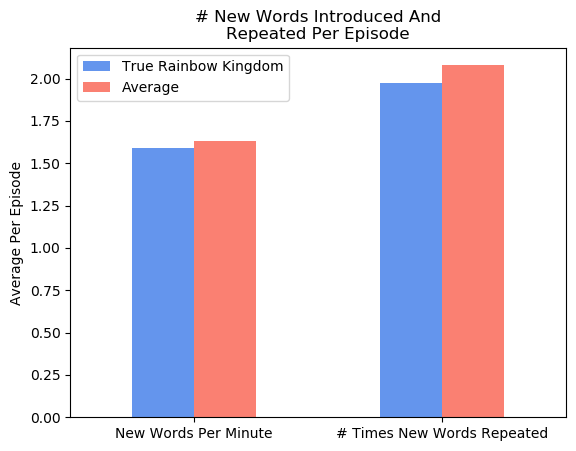 # New Words Introduced And
Repeated Per Episode
True Rainbow Kingdom
Average
Average Per Episode
2.00
1.75
1.50
1.25
1.00
0.75
0.50
0.25
0.00
New Words Per Minute
# Times New Words Repeated